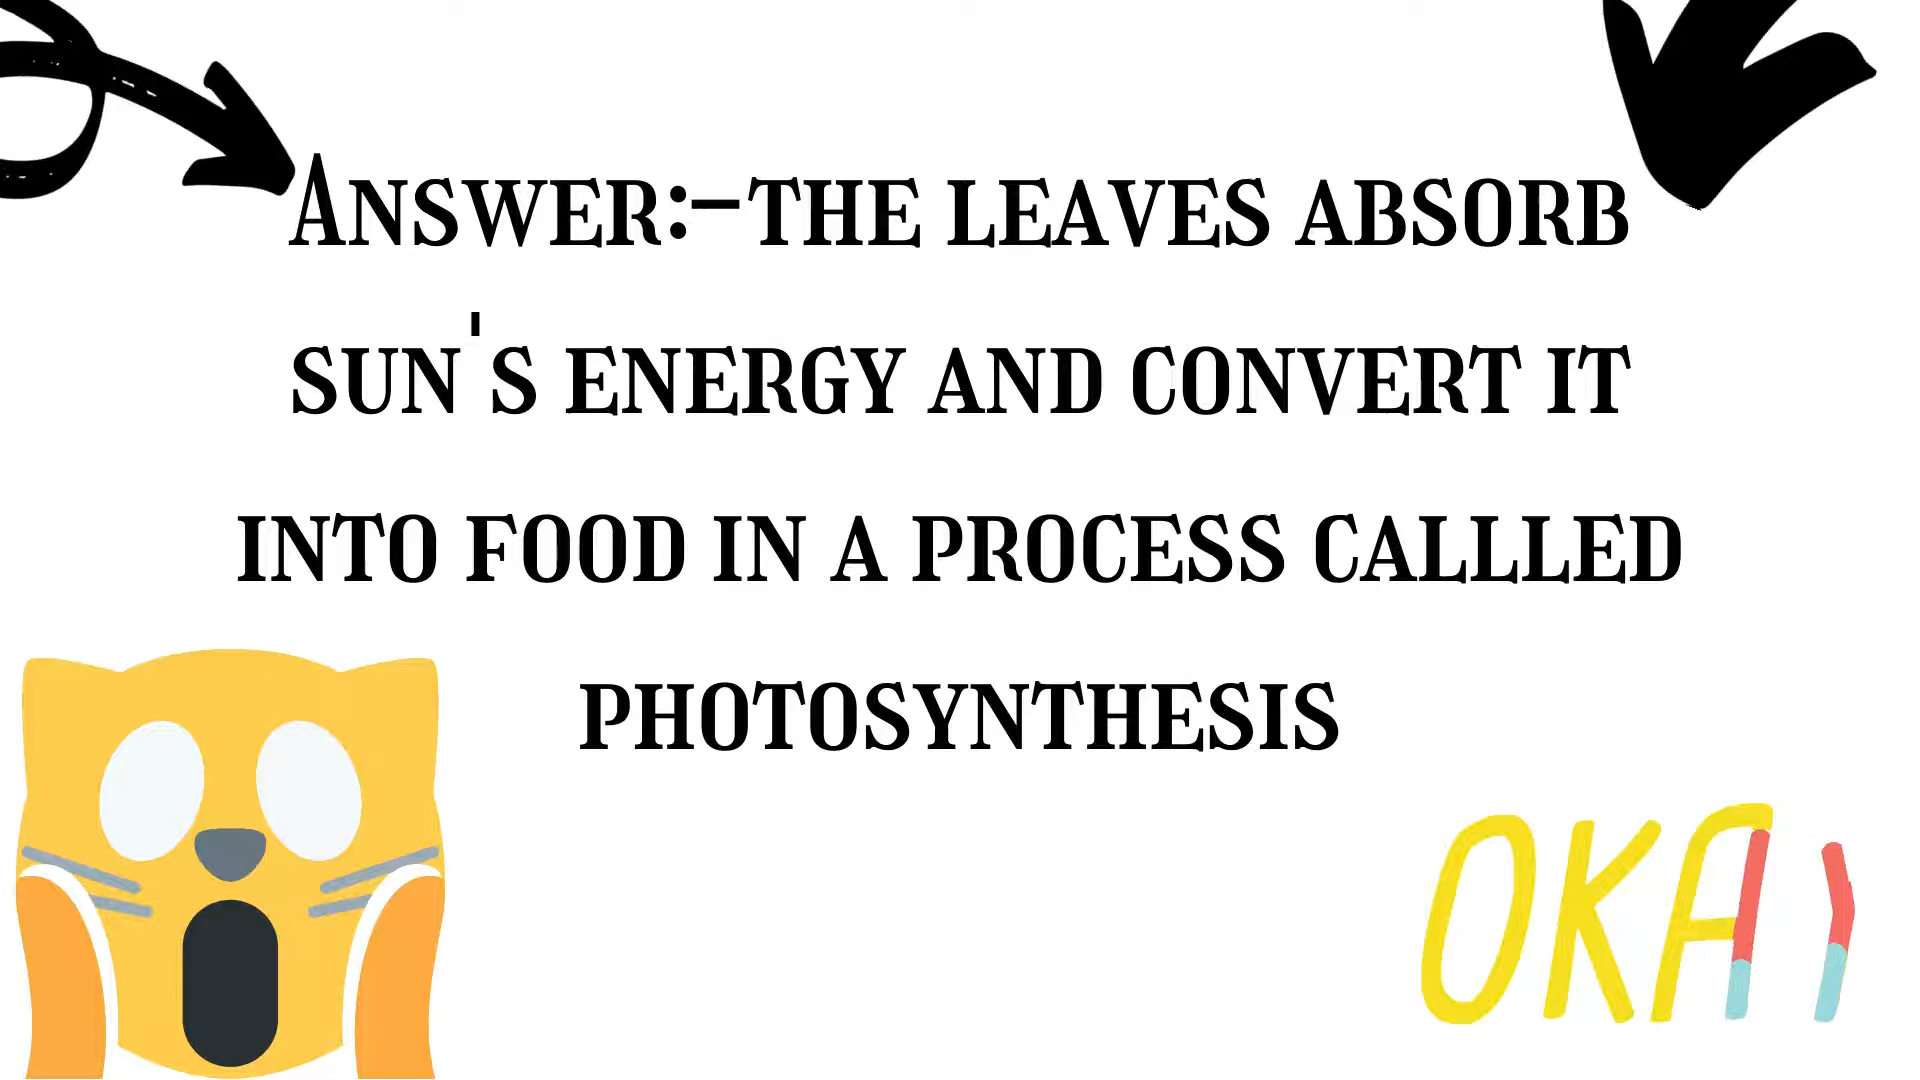 Answer:-the leaves absorb
sun's energy and convert it
into food in a process callled
photosynthesis
OKA